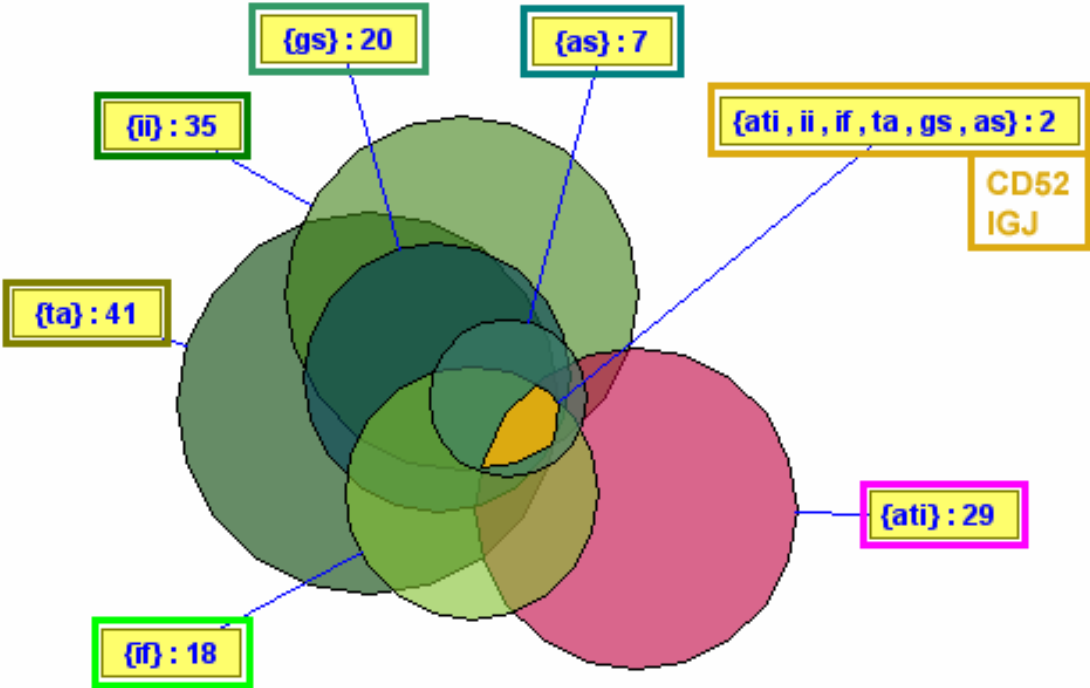 {gs} : 20
{as} : 7
{ii} : 35
{ati , ii , if , ta , gs , as} : 2
CD52
IGJ
{ta} : 41
{ati} : 29
{if} : 18